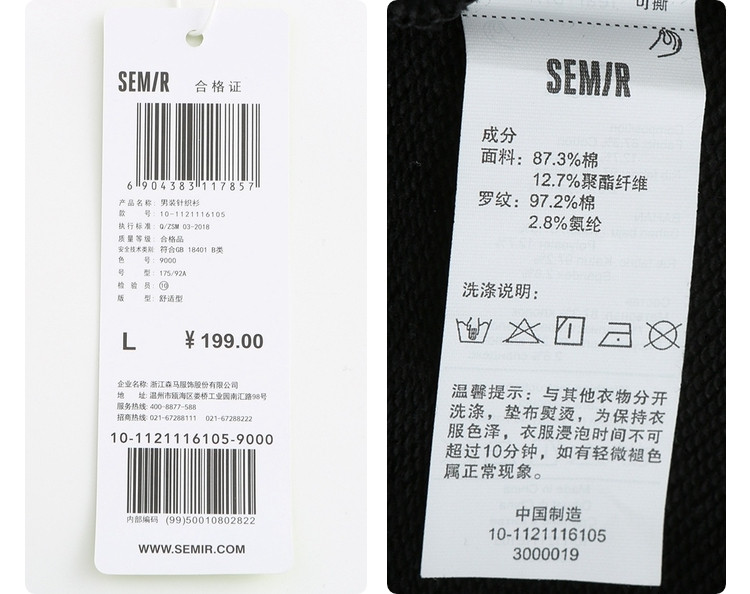 SEMIR 合格证
6 904383 117857
产品名称: 男装针织衫
款 号: 10-1121116105
执行标准: Q/ZSM 03-2018
质量等级: 合格品
安全技术类别: 符合GB 18401 B类
色 号: 9000
号 型: 175/92A
检 验 员: 10
版 型: 舒适型
L ¥199.00
企业名称: 浙江森马服饰股份有限公司
地 址: 温州市瓯海区娄桥工业园南汇路98号
服务热线: 400-8877-588
招商热线: 021-67288111 021-67288222
10-1121116105-9000
内部编码 (99)50010802822
WWW.SEMIR.COM
可撕
SEMIR
成分
面料: 87.3%棉
12.7%聚酯纤维
罗纹: 97.2%棉
2.8%氨纶
洗涤说明:
温馨提示: 与其他衣物分开
洗涤, 垫布熨烫, 为保持衣
服色泽, 衣服浸泡时间不可
超过10分钟, 如有轻微褪色
属正常现象。
中国制造
10-1121116105
3000019